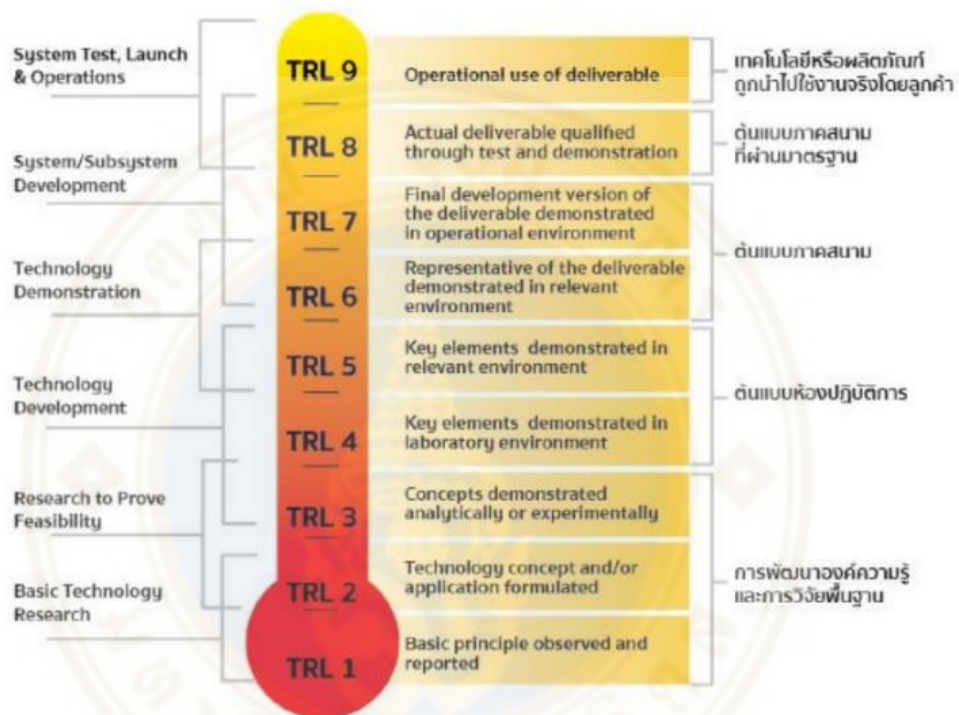 System Test, Launch
& Operations
System/Subsystem
Development
Technology
Demonstration
Technology
Development
Research to Prove
Feasibility
Basic Technology
Research
TRL 9
Operational use of deliverable
เทคโนโลยีหรือผลิตภัณฑ์
ถูกนำไปใช้งานจริงโดยลูกค้า
TRL 8
Actual deliverable qualified
through test and demonstration
ต้นแบบภาคสนาม
ที่ผ่านมาตรฐาน
TRL 7
Final development version of
the deliverable demonstrated
in operational environment
ต้นแบบภาคสนาม
TRL 6
Representative of the deliverable
demonstrated in relevant
environment
TRL 5
Key elements demonstrated in
relevant environment
ต้นแบบห้องปฏิบัติการ
TRL 4
Key elements demonstrated in
laboratory environment
TRL 3
Concepts demonstrated
analytically or experimentally
TRL 2
Technology concept and/or
application formulated
การพัฒนาองค์ความรู้
และการวิจัยพื้นฐาน
TRL 1
Basic principle observed and
reported